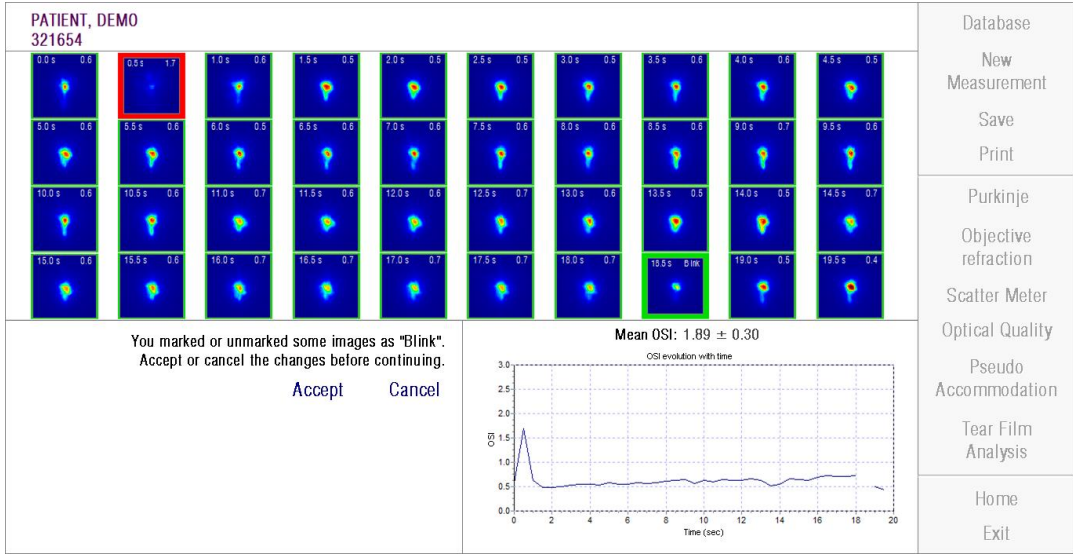 PATIENT, DEMO
321654
0.0 s 0.6 0.5 s 1.7 1.0 s 0.6 1.5 s 0.5 2.0 s 0.5 2.5 s 0.5 3.0 s 0.5 3.5 s 0.6 4.0 s 0.6 4.5 s 0.5
5.0 s 0.6 5.5 s 0.6 6.0 s 0.5 6.5 s 0.6 7.0 s 0.6 7.5 s 0.6 8.0 s 0.6 8.5 s 0.6 9.0 s 0.7 9.5 s 0.6
10.0 s 0.6 10.5 s 0.6 11.0 s 0.7 11.5 s 0.6 12.0 s 0.6 12.5 s 0.7 13.0 s 0.6 13.5 s 0.5 14.0 s 0.5 14.5 s 0.7
15.0 s 0.6 15.5 s 0.6 16.0 s 0.7 16.5 s 0.7 17.0 s 0.7 17.5 s 0.7 18.0 s 0.7 18.5 s Blink 19.0 s 0.5 19.5 s 0.4
You marked or unmarked some images as "Blink".
Accept or cancel the changes before continuing.
Accept Cancel
Mean OSI: 1.89 ± 0.30
OSI evolution with time
3.0
2.5
2.0
1.5
1.0
0.5
0.0
OSI
0 2 4 6 8 10 12 14 16 18 20
Time (sec)
Database
New
Measurement
Save
Print
Purkinje
Objective
refraction
Scatter Meter
Optical Quality
Pseudo
Accommodation
Tear Film
Analysis
Home
Exit